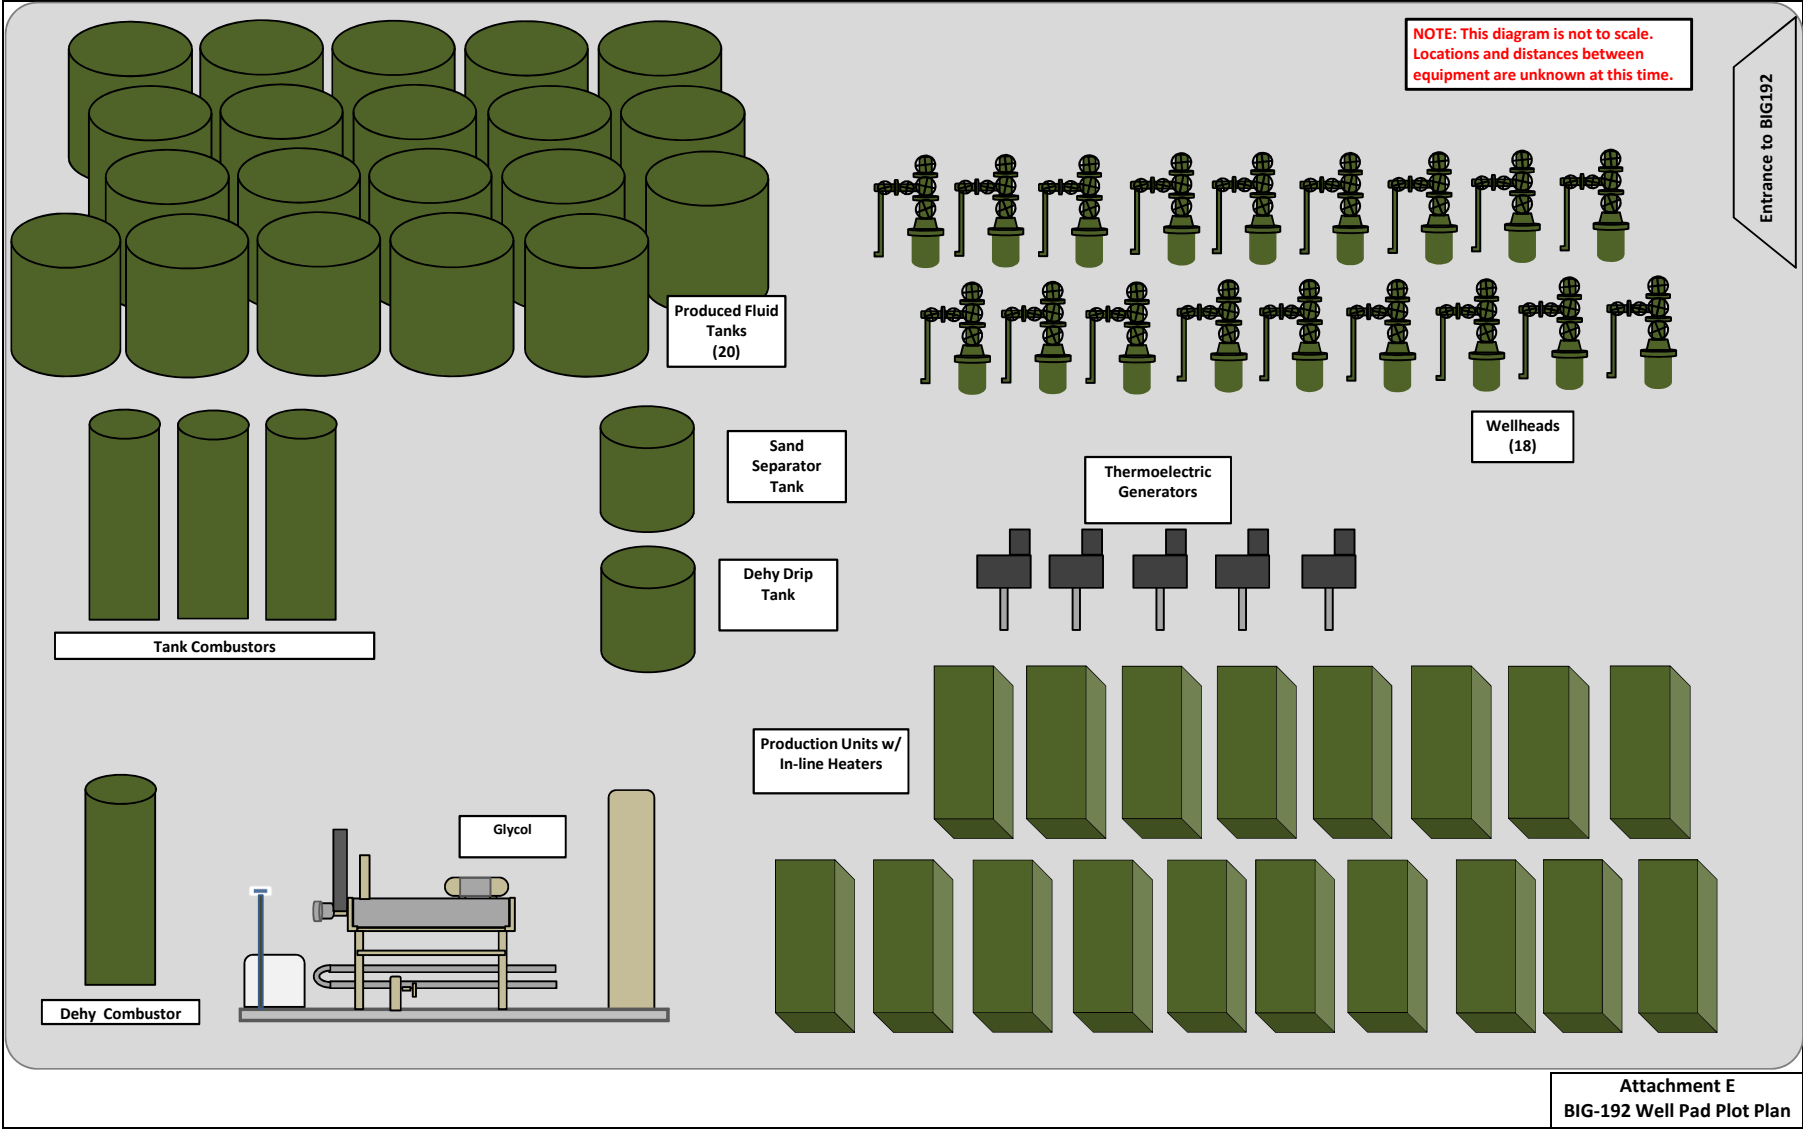 NOTE: This diagram is not to scale.
Locations and distances between
equipment are unknown at this time.
Entrance to BIG192
Produced Fluid
Tanks
(20)
Wellheads
(18)
Sand
Separator
Tank
Thermoelectric
Generators
Dehy Drip
Tank
Tank Combustors
Production Units w/
In-line Heaters
Glycol
Dehy Combustor
Attachment E
BIG-192 Well Pad Plot Plan